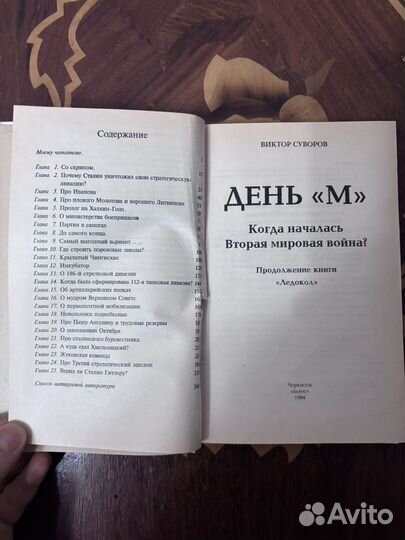 Содержание
Моему читателю
Глава 1. Со скрипом.
Глава 2. Почему Сталин уничтожил свою стратегическую
авиацию?
Глава 3. Про Иванова
Глава 4. Про плохого Молотова и хорошего Литвинова
Глава 5. Пролог на Халхин-Голе.
Глава 6. О министерстве боеприпасов
Глава 7. Партия в сапогах
Глава 8. До самого конца.
Глава 9. Самый выгодный вариант
Глава 10. Где строить пороховые заводы?
Глава 11. Крылатый Чингисхан
Глава 12. Инкубатор
Глава 13. О 186-й стрелковой дивизии
Глава 14. Когда была сформирована 112-я танковая дивизия?
Глава 15. Об артиллерийских полках
Глава 16. О мудром Верховном Совете
Глава 17. О перманентной мобилизации.
Глава 18. Невольники поднебесные
Глава 19. Про Пашу Ангелину и трудовые резервы
Глава 20. О завоеваниях Октября
Глава 21. Про сталинского буревестника.
Глава 22. А куда ехал Хмельницкий?
Глава 23. Жуковская команда
Глава 24. Про Третий стратегический эшелон
Глава 25. Верил ли Сталин Гитлеру?
Список цитируемой литературы
ВИКТОР СУВОРОВ
ДЕНЬ «М»
Когда началась
Вторая мировая война?
Продолжение книги
«Ледокол»
Черкассы
1994
Avito